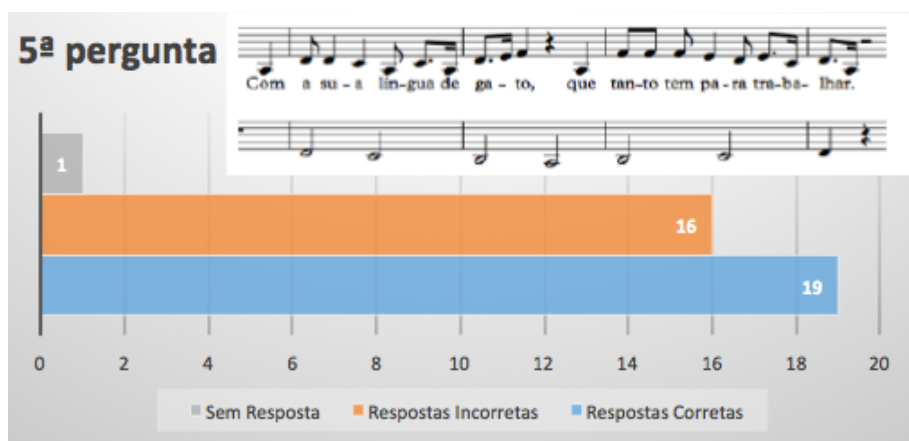 5ª pergunta
Com a su-a lín-gua de ga-to, que tan-to tem pa-ra tra-ba-lhar.
1
16
19
0 2 4 6 8 10 12 14 16 18 20
Sem Resposta Respostas Incorretas Respostas Corretas